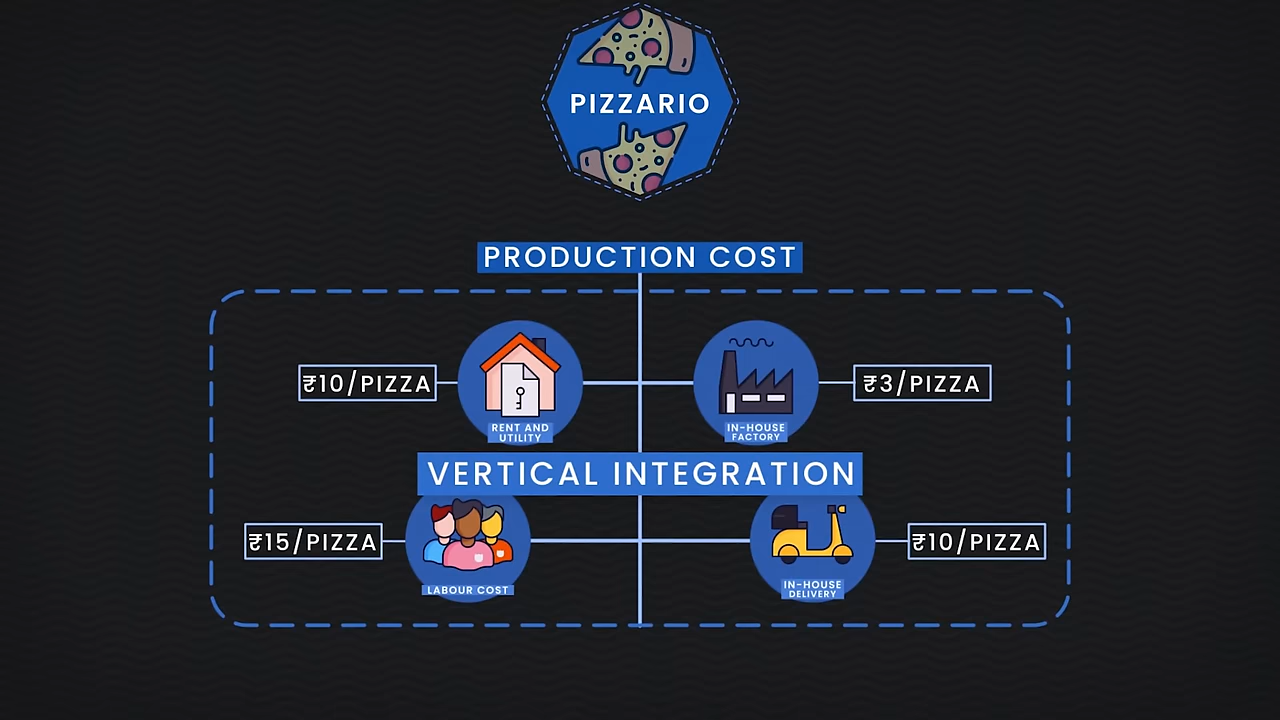 PIZZARIO
PRODUCTION COST
₹10/PIZZA
RENT AND
UTILITY
IN-HOUSE
FACTORY
₹3/PIZZA
VERTICAL INTEGRATION
₹15/PIZZA
LABOUR COST
IN-HOUSE
DELIVERY
₹10/PIZZA